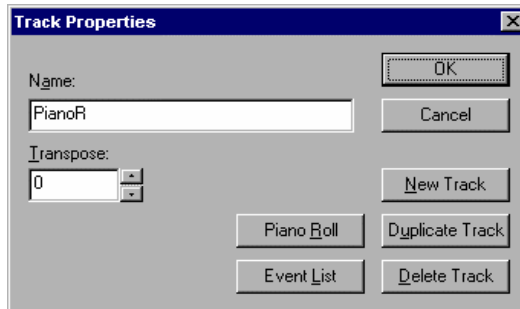 Track Properties
OK
Name:
PianoR
Cancel
Transpose:
0
New Track
Piano Roll
Duplicate Track
Event List
Delete Track